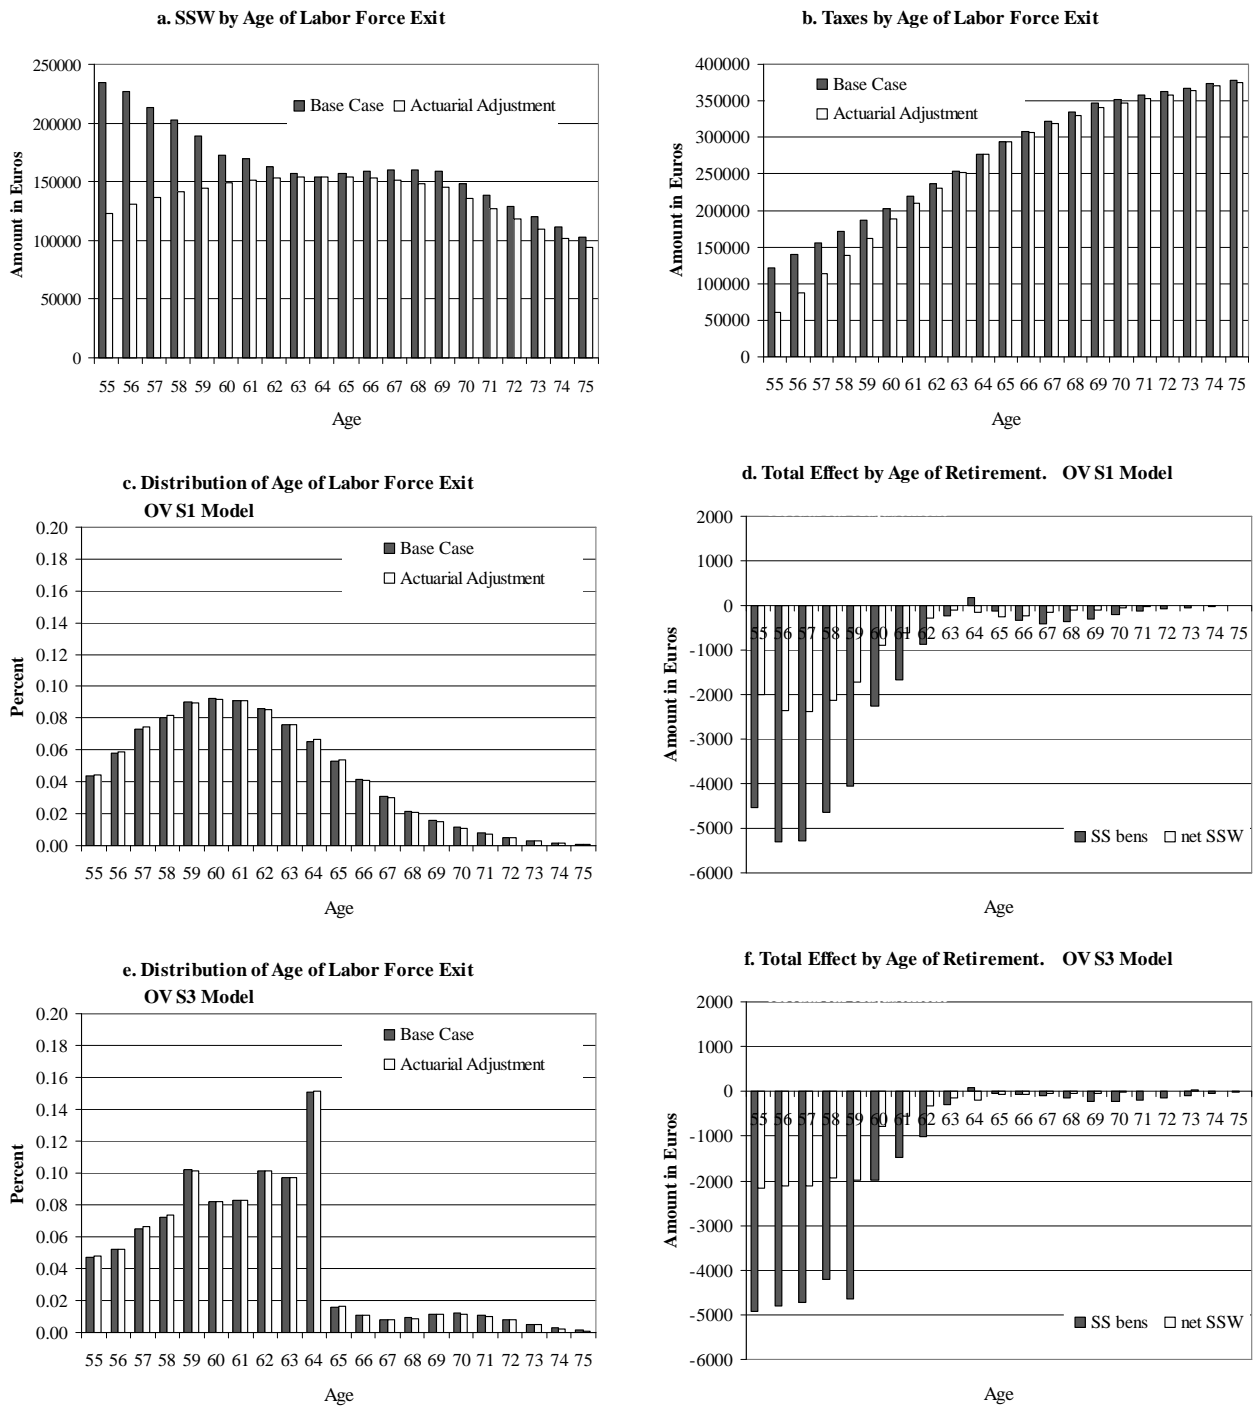 a. SSW by Age of Labor Force Exit
250000
200000
150000
100000
50000
0
Amount in Euros
Base Case Actuarial Adjustment
55 56 57 58 59 60 61 62 63 64 65 66 67 68 69 70 71 72 73 74 75
Age
b. Taxes by Age of Labor Force Exit
400000
350000
300000
250000
200000
150000
100000
50000
0
Amount in Euros
Base Case
Actuarial Adjustment
55 56 57 58 59 60 61 62 63 64 65 66 67 68 69 70 71 72 73 74 75
Age
c. Distribution of Age of Labor Force Exit
OV S1 Model
0.20
0.18
0.16
0.14
0.12
0.10
0.08
0.06
0.04
0.02
0.00
Percent
Base Case
Actuarial Adjustment
55 56 57 58 59 60 61 62 63 64 65 66 67 68 69 70 71 72 73 74 75
Age
d. Total Effect by Age of Retirement. OV S1 Model
2000
1000
0
-1000
-2000
-3000
-4000
-5000
-6000
Amount in Euros
55 56 57 58 59 60 61 62 63 64 65 66 67 68 69 70 71 72 73 74 75
SS bens net SSW
Age
e. Distribution of Age of Labor Force Exit
OV S3 Model
0.20
0.18
0.16
0.14
0.12
0.10
0.08
0.06
0.04
0.02
0.00
Percent
Base Case
Actuarial Adjustment
55 56 57 58 59 60 61 62 63 64 65 66 67 68 69 70 71 72 73 74 75
Age
f. Total Effect by Age of Retirement. OV S3 Model
2000
1000
0
-1000
-2000
-3000
-4000
-5000
-6000
Amount in Euros
55 56 57 58 59 60 61 62 63 64 65 66 67 68 69 70 71 72 73 74 75
SS bens net SSW
Age